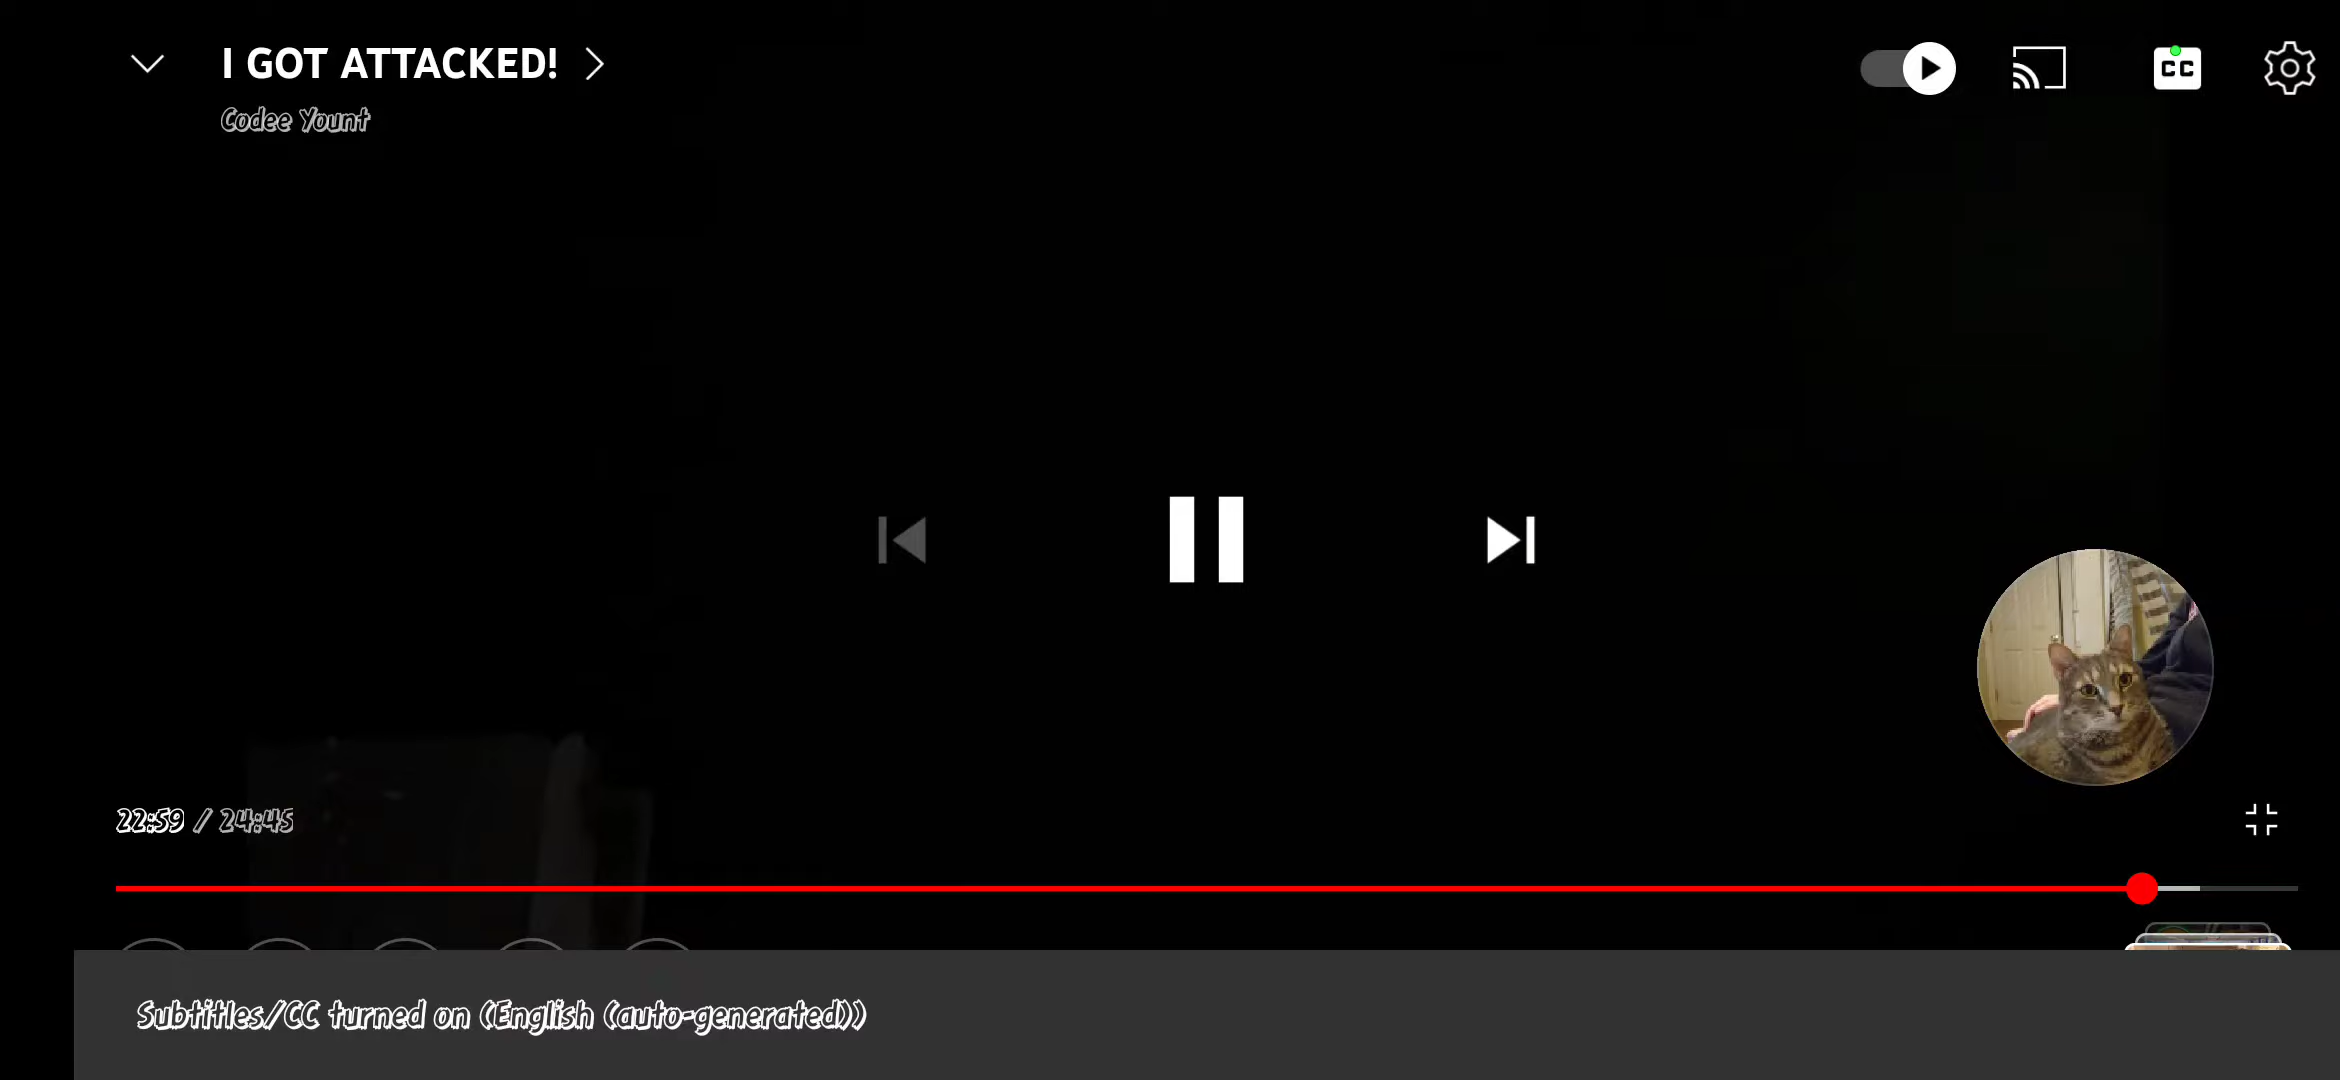 I GOT ATTACKED!
Codee Yount
CC
22:59 / 24:45
Subtitles/CC turned on (English (auto-generated))